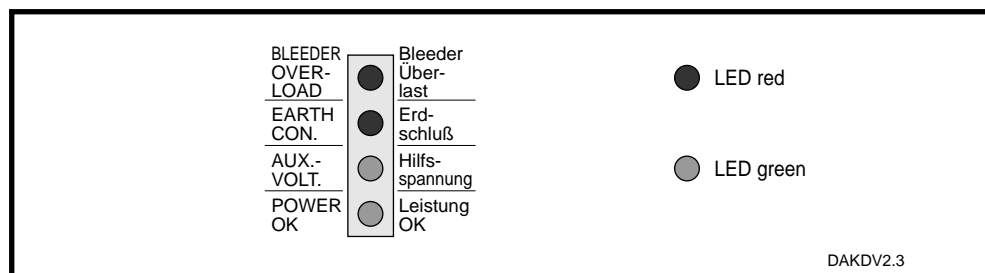 BLEEDER
OVER-
LOAD
Bleeder
Über-
last
EARTH
CON.
Erd-
schluß
AUX.-
VOLT.
Hilfs-
spannung
POWER
OK
Leistung
OK
LED red
LED green
DAKDV2.3